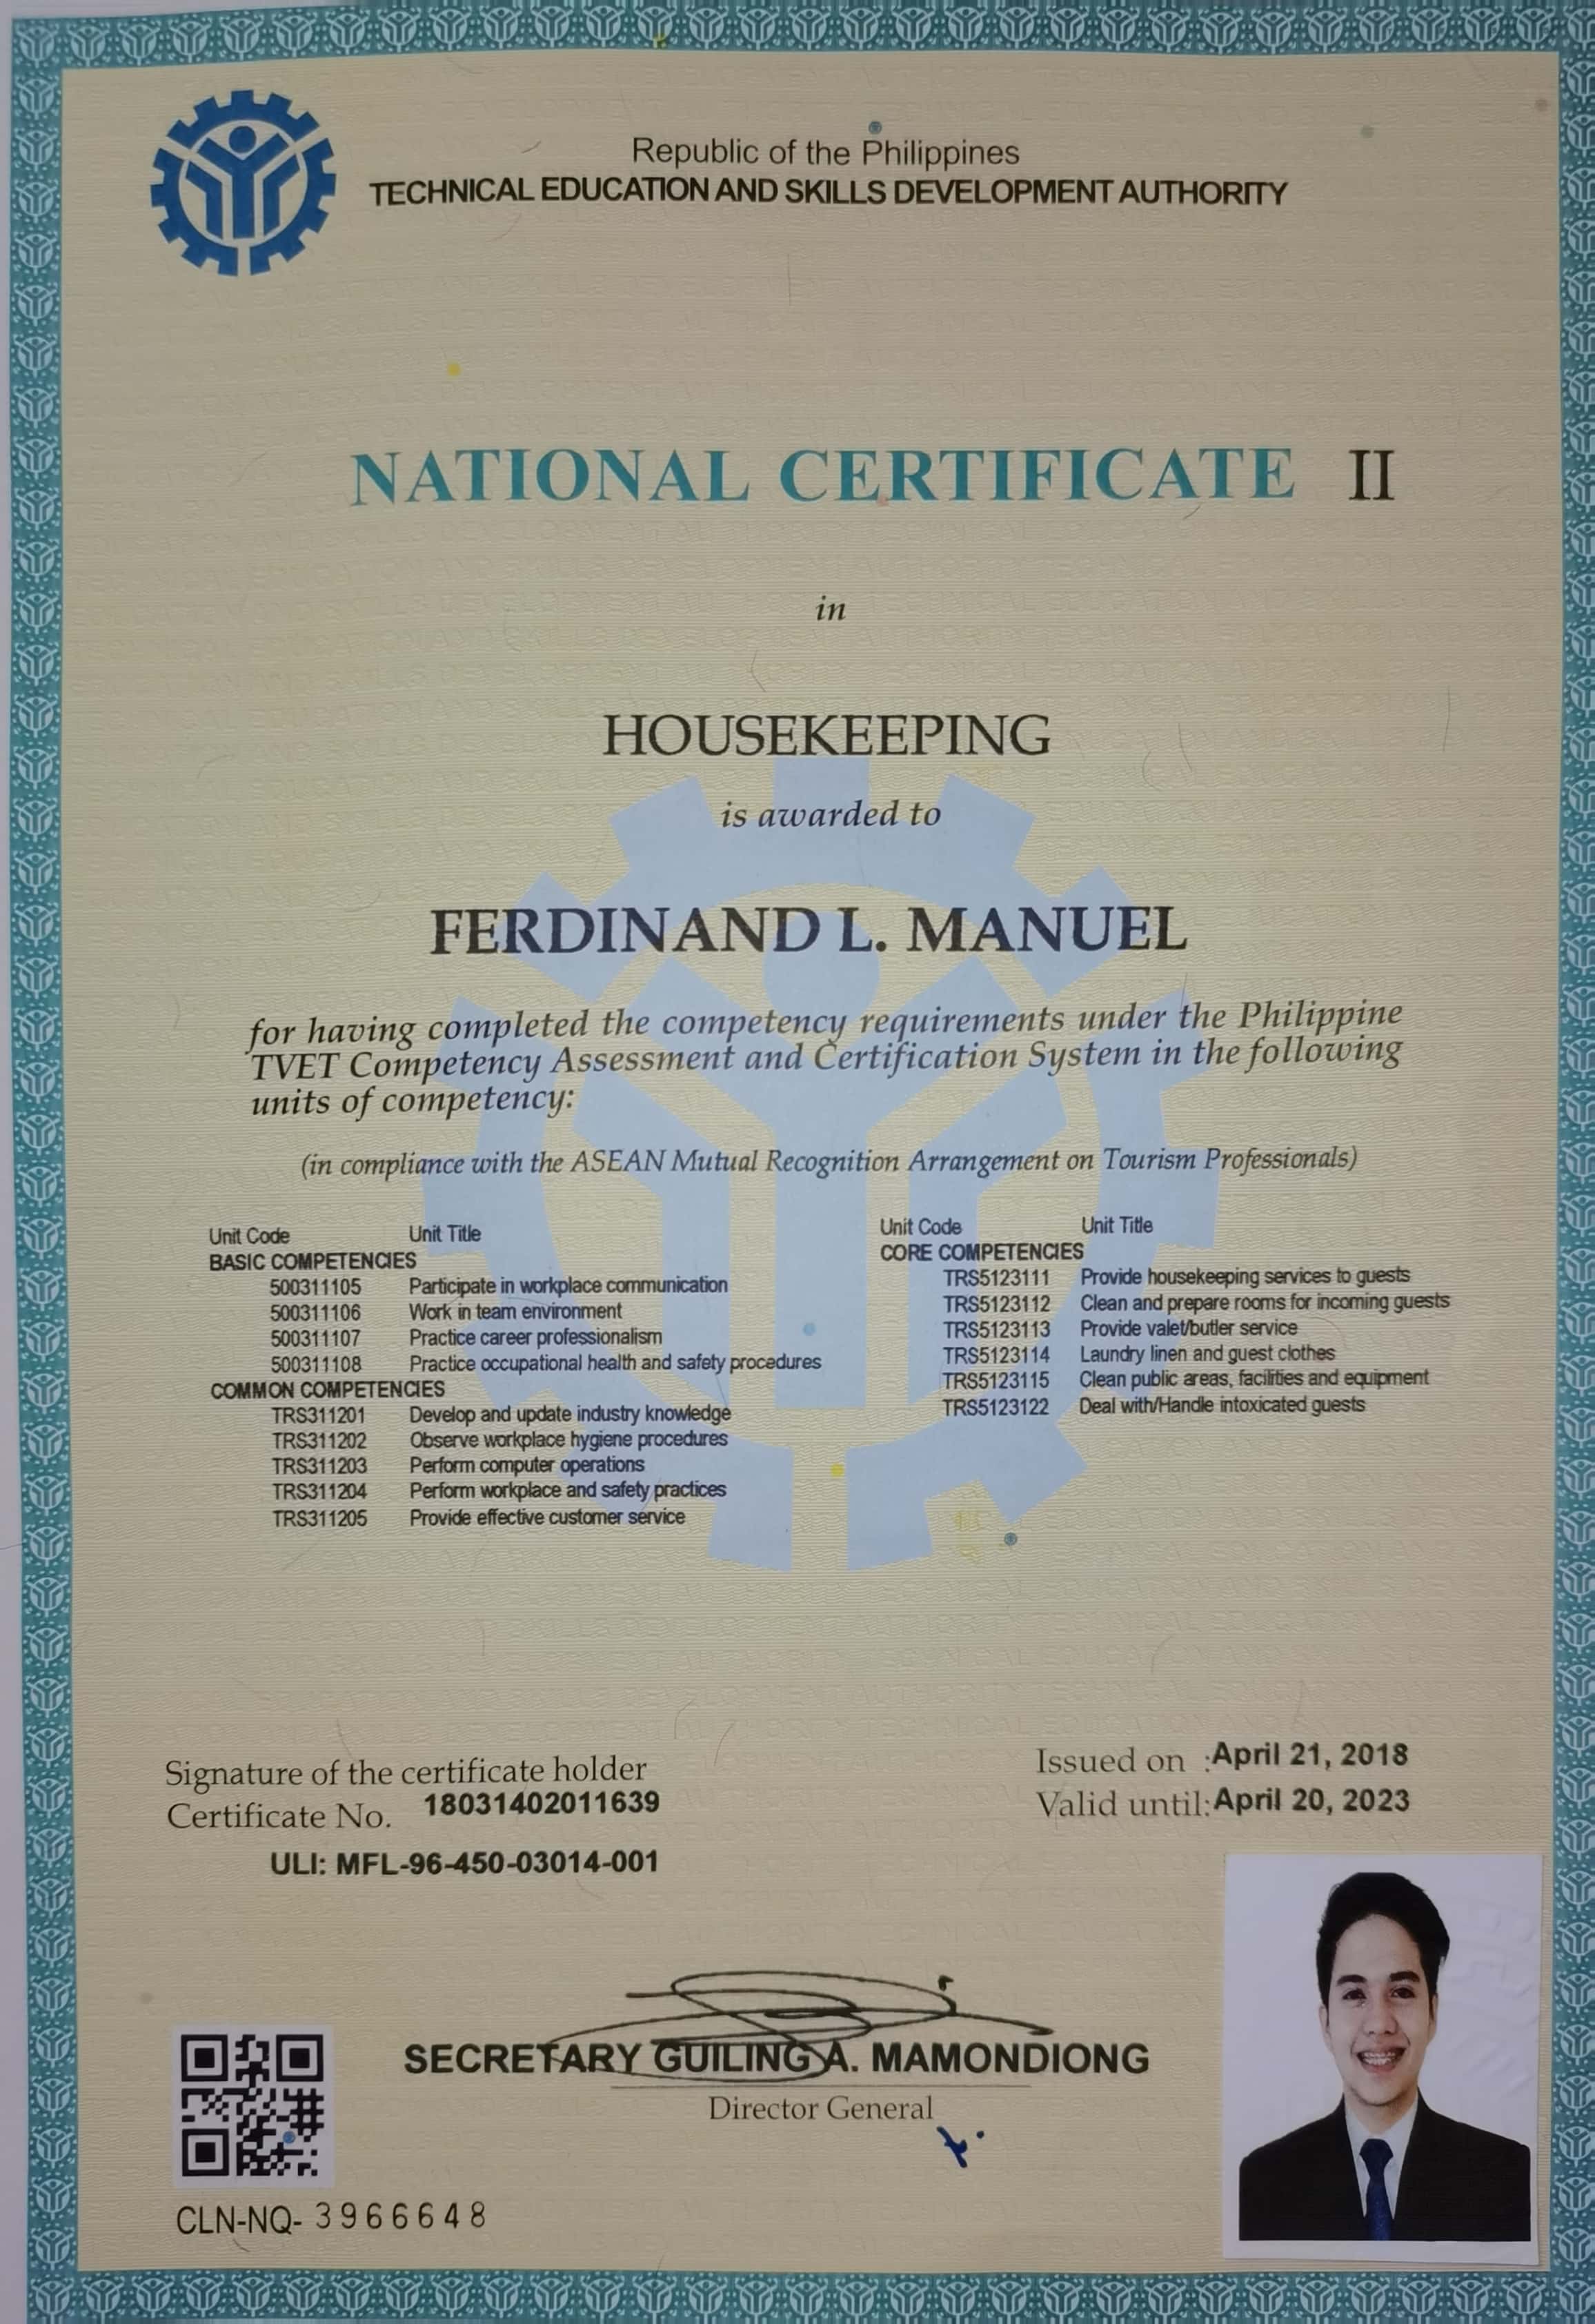 Republic of the Philippines
TECHNICAL EDUCATION AND SKILLS DEVELOPMENT AUTHORITY
NATIONAL CERTIFICATE II
in
HOUSEKEEPING
is awarded to
FERDINAND L. MANUEL
for having completed the competency requirements under the Philippine
TVET Competency Assessment and Certification System in the following
units of competency:
(in compliance with the ASEAN Mutual Recognition Arrangement on Tourism Professionals)
Unit Code Unit Title
BASIC COMPETENCIES
500311105 Participate in workplace communication
500311106 Work in team environment
500311107 Practice career professionalism
500311108 Practice occupational health and safety procedures
COMMON COMPETENCIES
TRS311201 Develop and update industry knowledge
TRS311202 Observe workplace hygiene procedures
TRS311203 Perform computer operations
TRS311204 Perform workplace and safety practices
TRS311205 Provide effective customer service
Unit Code Unit Title
CORE COMPETENCIES
TRS5123111 Provide housekeeping services to guests
TRS5123112 Clean and prepare rooms for incoming guests
TRS5123113 Provide valet/butler service
TRS5123114 Laundry linen and guest clothes
TRS5123115 Clean public areas, facilities and equipment
TRS5123122 Deal with/Handle intoxicated guests
Signature of the certificate holder
Certificate No. 18031402011639
ULI: MFL-96-450-03014-001
Issued on :April 21, 2018
Valid until:April 20, 2023
SECRETARY GUILING A. MAMONDIONG
Director General
CLN-NQ- 3966648